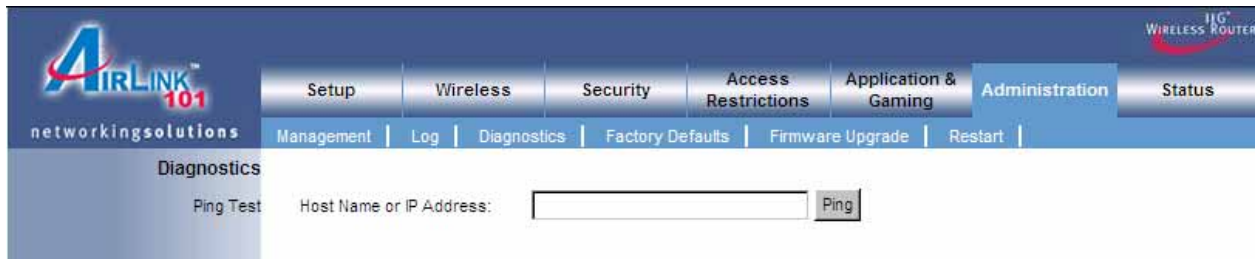 11G+
WIRELESS ROUTER
AIRLINK™
101
networkingsolutions
Setup
Wireless
Security
Access
Restrictions
Application &
Gaming
Administration
Status
Management | Log | Diagnostics | Factory Defaults | Firmware Upgrade | Restart |
Diagnostics
Ping Test
Host Name or IP Address:
Ping